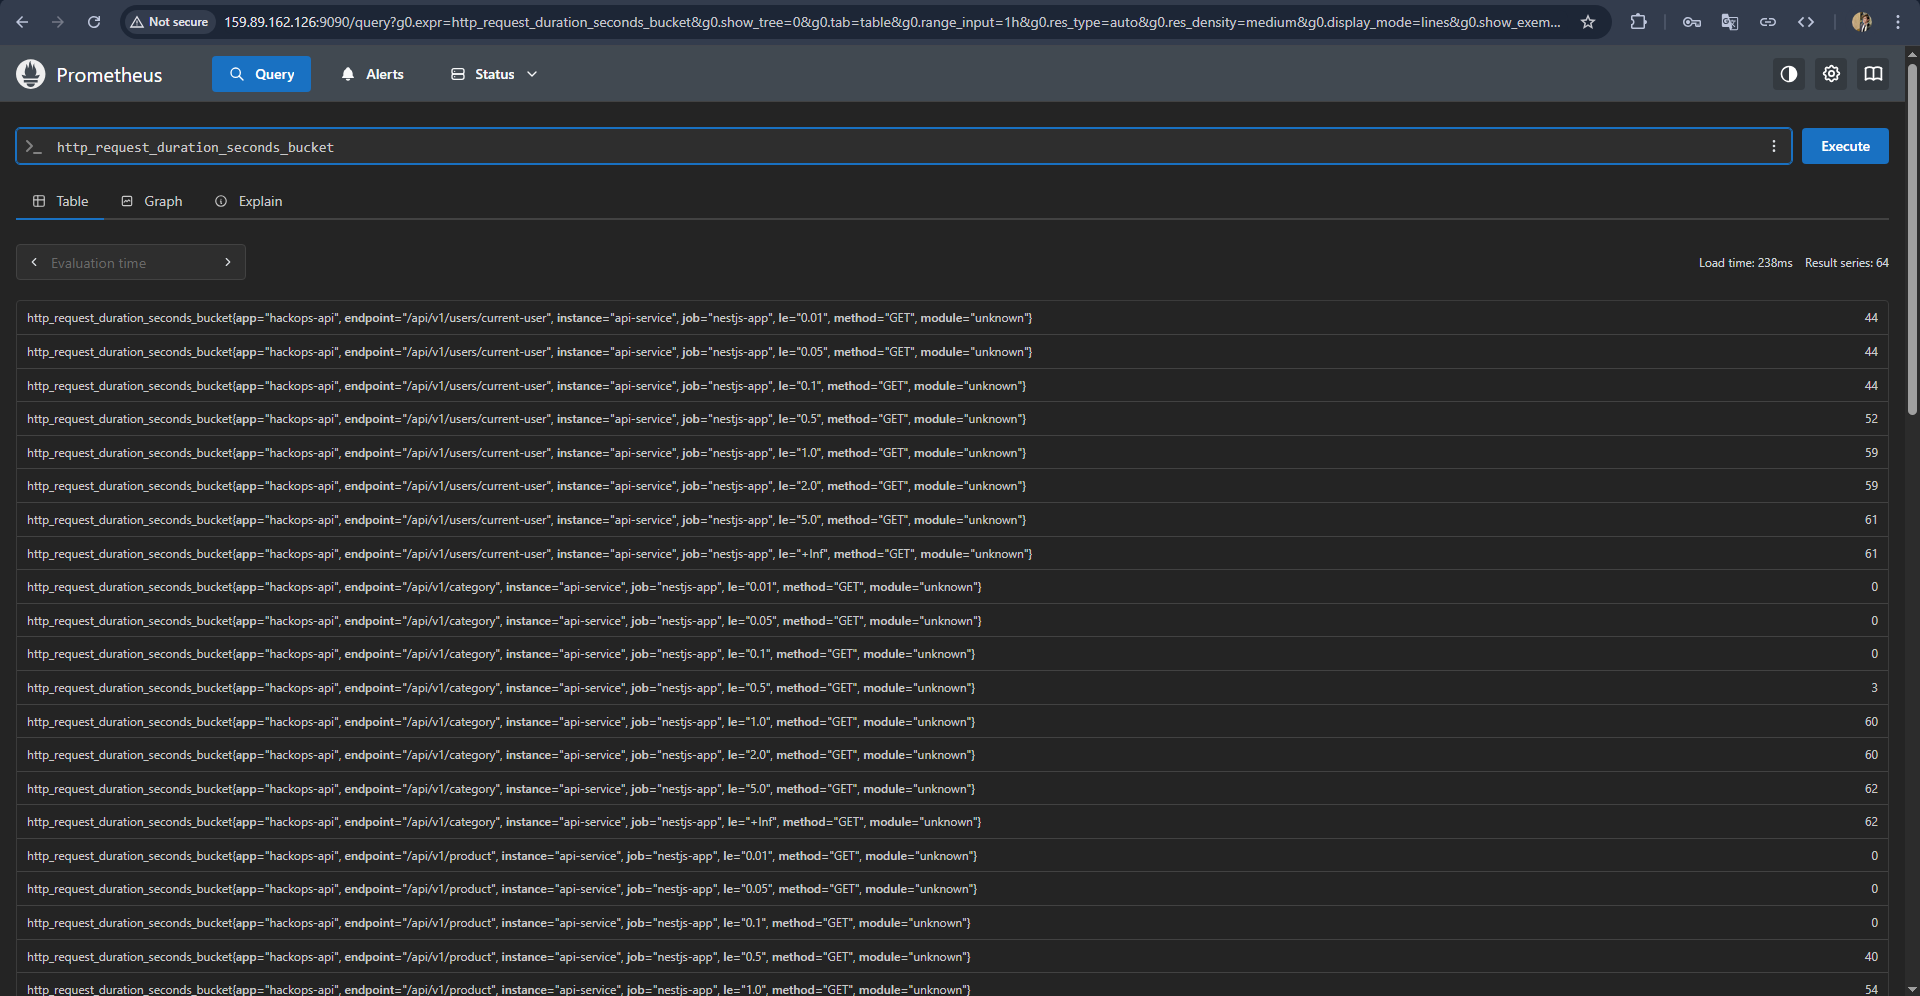 Not secure 159.89.162.126:9090/query?g0.expr=http_request_duration_seconds_bucket&g0.show_tree=0&g0.tab=table&g0.range_input=1h&g0.res_type=auto&g0.res_density=medium&g0.display_mode=lines&g0.show_exem...
Prometheus Query Alerts Status
>_ http_request_duration_seconds_bucket Execute
Table Graph Explain
Evaluation time Load time: 238ms Result series: 64
http_request_duration_seconds_bucket{app="hackops-api", endpoint="/api/v1/users/current-user", instance="api-service", job="nestjs-app", le="0.01", method="GET", module="unknown"} 44
http_request_duration_seconds_bucket{app="hackops-api", endpoint="/api/v1/users/current-user", instance="api-service", job="nestjs-app", le="0.05", method="GET", module="unknown"} 44
http_request_duration_seconds_bucket{app="hackops-api", endpoint="/api/v1/users/current-user", instance="api-service", job="nestjs-app", le="0.1", method="GET", module="unknown"} 44
http_request_duration_seconds_bucket{app="hackops-api", endpoint="/api/v1/users/current-user", instance="api-service", job="nestjs-app", le="0.5", method="GET", module="unknown"} 52
http_request_duration_seconds_bucket{app="hackops-api", endpoint="/api/v1/users/current-user", instance="api-service", job="nestjs-app", le="1.0", method="GET", module="unknown"} 59
http_request_duration_seconds_bucket{app="hackops-api", endpoint="/api/v1/users/current-user", instance="api-service", job="nestjs-app", le="2.0", method="GET", module="unknown"} 59
http_request_duration_seconds_bucket{app="hackops-api", endpoint="/api/v1/users/current-user", instance="api-service", job="nestjs-app", le="5.0", method="GET", module="unknown"} 61
http_request_duration_seconds_bucket{app="hackops-api", endpoint="/api/v1/users/current-user", instance="api-service", job="nestjs-app", le="+Inf", method="GET", module="unknown"} 61
http_request_duration_seconds_bucket{app="hackops-api", endpoint="/api/v1/category", instance="api-service", job="nestjs-app", le="0.01", method="GET", module="unknown"} 0
http_request_duration_seconds_bucket{app="hackops-api", endpoint="/api/v1/category", instance="api-service", job="nestjs-app", le="0.05", method="GET", module="unknown"} 0
http_request_duration_seconds_bucket{app="hackops-api", endpoint="/api/v1/category", instance="api-service", job="nestjs-app", le="0.1", method="GET", module="unknown"} 0
http_request_duration_seconds_bucket{app="hackops-api", endpoint="/api/v1/category", instance="api-service", job="nestjs-app", le="0.5", method="GET", module="unknown"} 3
http_request_duration_seconds_bucket{app="hackops-api", endpoint="/api/v1/category", instance="api-service", job="nestjs-app", le="1.0", method="GET", module="unknown"} 60
http_request_duration_seconds_bucket{app="hackops-api", endpoint="/api/v1/category", instance="api-service", job="nestjs-app", le="2.0", method="GET", module="unknown"} 60
http_request_duration_seconds_bucket{app="hackops-api", endpoint="/api/v1/category", instance="api-service", job="nestjs-app", le="5.0", method="GET", module="unknown"} 62
http_request_duration_seconds_bucket{app="hackops-api", endpoint="/api/v1/category", instance="api-service", job="nestjs-app", le="+Inf", method="GET", module="unknown"} 62
http_request_duration_seconds_bucket{app="hackops-api", endpoint="/api/v1/product", instance="api-service", job="nestjs-app", le="0.01", method="GET", module="unknown"} 0
http_request_duration_seconds_bucket{app="hackops-api", endpoint="/api/v1/product", instance="api-service", job="nestjs-app", le="0.05", method="GET", module="unknown"} 0
http_request_duration_seconds_bucket{app="hackops-api", endpoint="/api/v1/product", instance="api-service", job="nestjs-app", le="0.1", method="GET", module="unknown"} 0
http_request_duration_seconds_bucket{app="hackops-api", endpoint="/api/v1/product", instance="api-service", job="nestjs-app", le="0.5", method="GET", module="unknown"} 40
http_request_duration_seconds_bucket{app="hackops-api", endpoint="/api/v1/product", instance="api-service", job="nestjs-app", le="1.0", method="GET", module="unknown"} 54